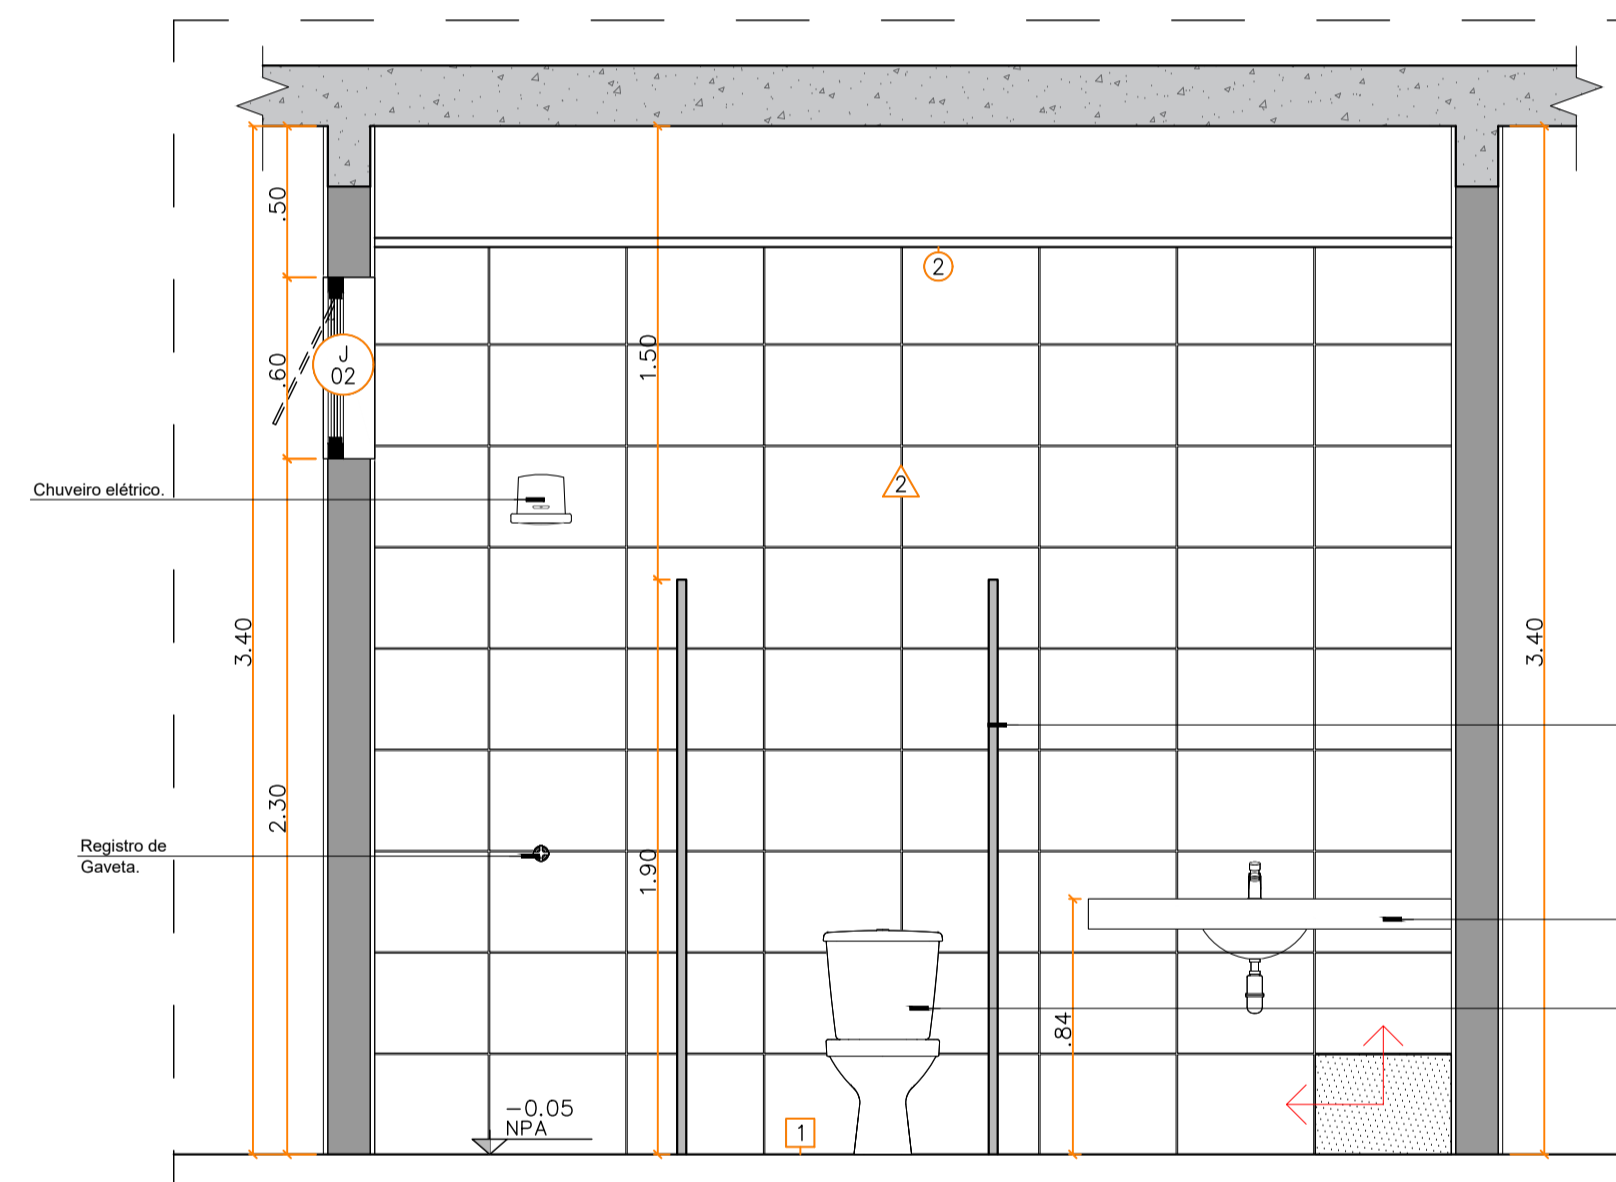 .50
2
1.50
.60
J
02
2
Chuveiro elétrico.
3.40
3.40
2.30
Registro de
Gaveta.
1.90
.84
−0.05
NPA
1